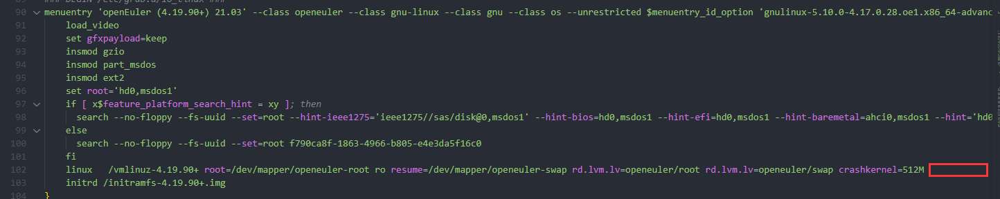 ### BEGIN /etc/grub.d/10_linux ###
90 menuentry 'openEuler (4.19.90+) 21.03' --class openeuler --class gnu-linux --class gnu --class os --unrestricted $menuentry_id_option 'gnulinux-5.10.0-4.17.0.28.oe1.x86_64-advanc
91 load_video
92 set gfxpayload=keep
93 insmod gzio
94 insmod part_msdos
95 insmod ext2
96 set root='hd0,msdos1'
97 if [ x$feature_platform_search_hint = xy ]; then
98 search --no-floppy --fs-uuid --set=root --hint-ieee1275='ieee1275//sas/disk@0,msdos1' --hint-bios=hd0,msdos1 --hint-efi=hd0,msdos1 --hint-baremetal=ahci0,msdos1 --hint='hd0
99 else
100 search --no-floppy --fs-uuid --set=root f790ca8f-1863-4966-b805-e4e3da5f16c0
101 fi
102 linux /vmlinuz-4.19.90+ root=/dev/mapper/openeuler-root ro resume=/dev/mapper/openeuler-swap rd.lvm.lv=openeuler/root rd.lvm.lv=openeuler/swap crashkernel=512M
103 initrd /initramfs-4.19.90+.img
104 }